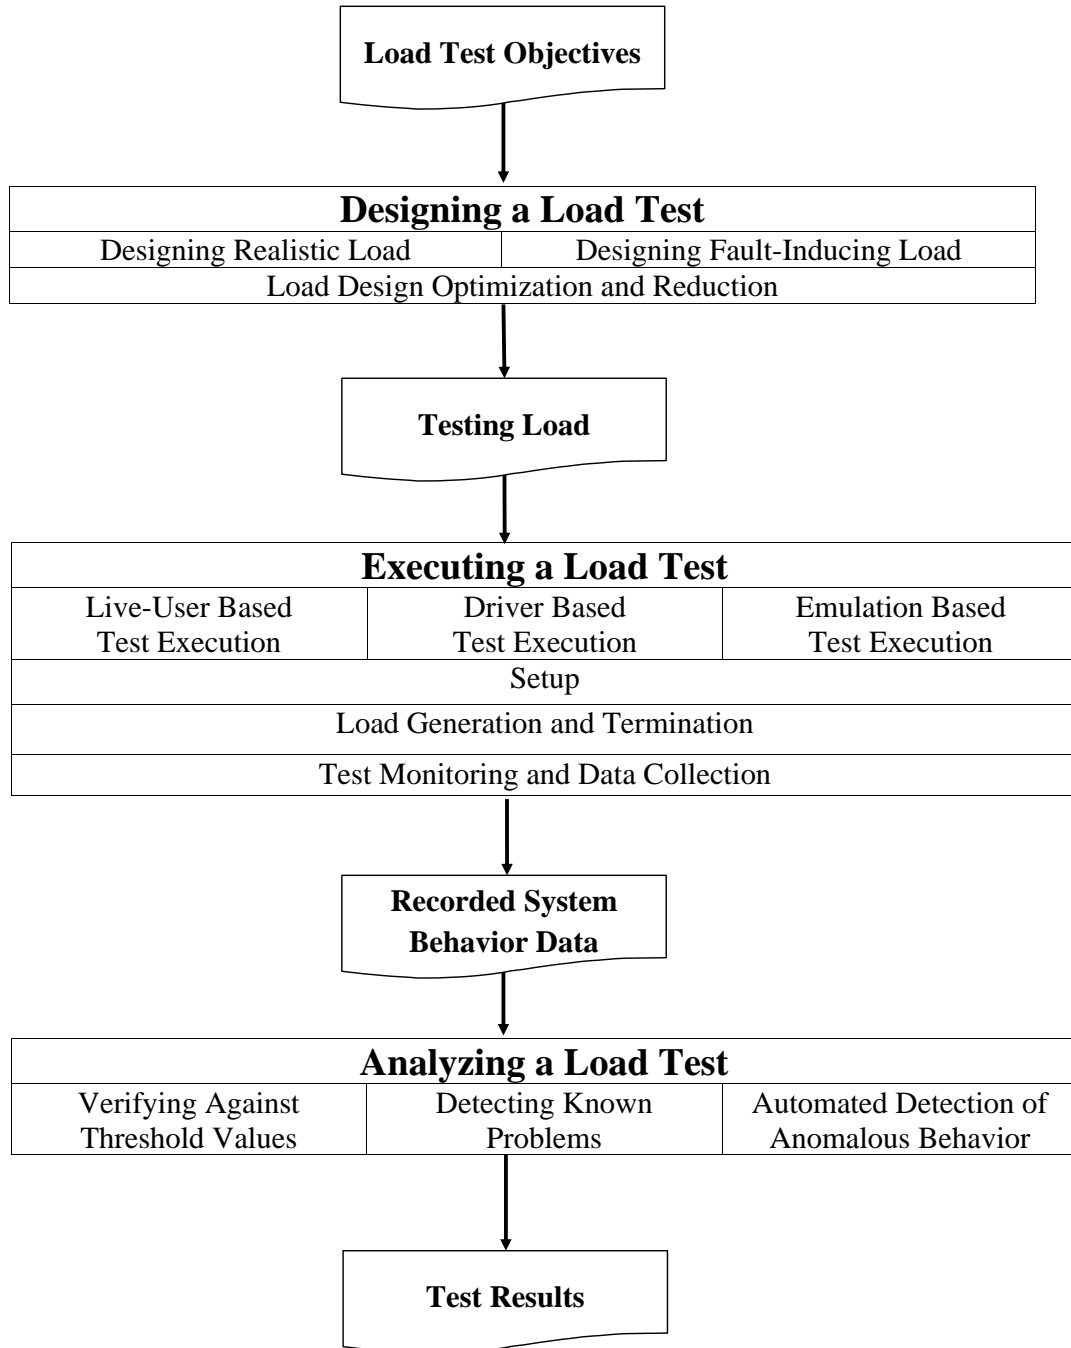 Load Test Objectives
Designing a Load Test
Designing Realistic Load
Designing Fault-Inducing Load
Load Design Optimization and Reduction
Testing Load
Executing a Load Test
Live-User Based
Test Execution
Driver Based
Test Execution
Emulation Based
Test Execution
Setup
Load Generation and Termination
Test Monitoring and Data Collection
Recorded System
Behavior Data
Analyzing a Load Test
Verifying Against
Threshold Values
Detecting Known
Problems
Automated Detection of
Anomalous Behavior
Test Results